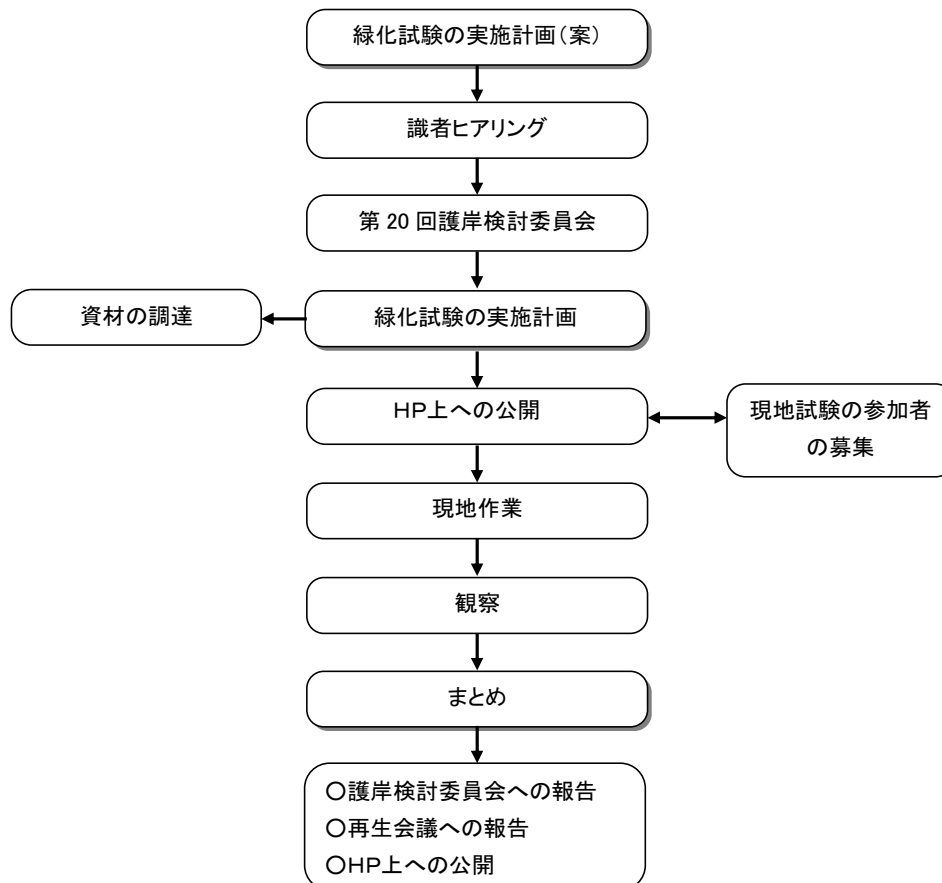 緑化試験の実施計画(案)
識者ヒアリング
第 20 回護岸検討委員会
資材の調達
緑化試験の実施計画
HP上への公開
現地試験の参加者
の募集
現地作業
観察
まとめ
○護岸検討委員会への報告
○再生会議への報告
○HP上への公開